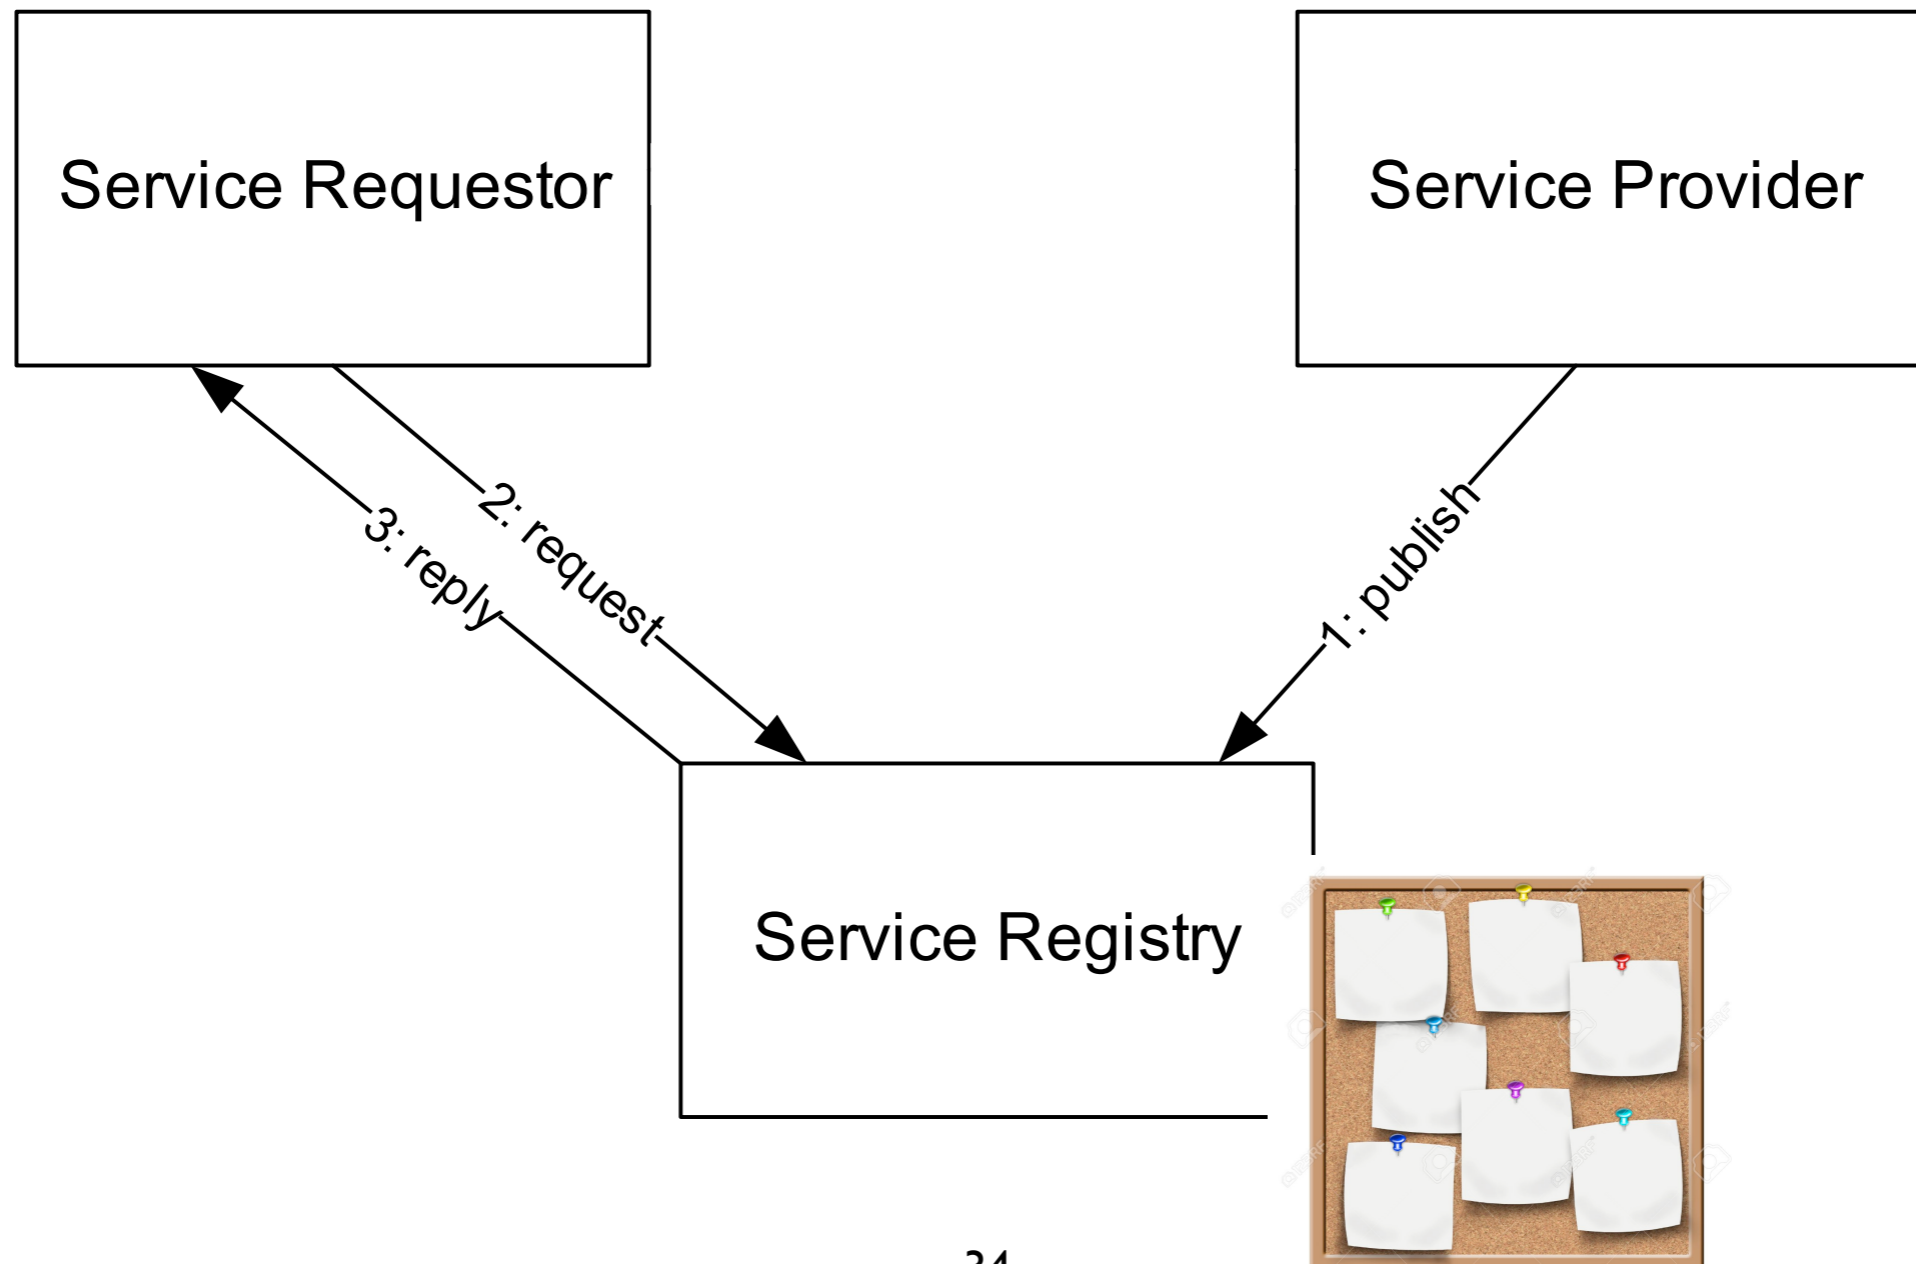 Service Requestor
Service Provider
2: request
3: reply
1: publish
Service Registry